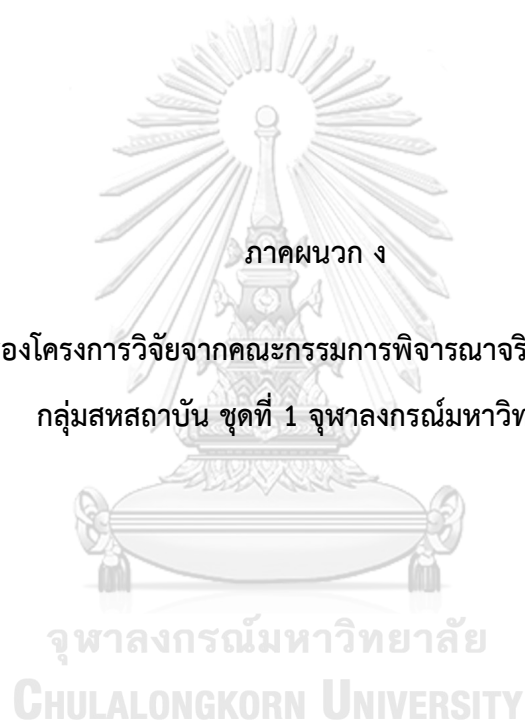 ภาคผนวก ง
องโครงการวิจัยจากคณะกรรมการพิจารณาจริ
กลุ่มสหสถาบัน ชุดที่ 1 จุฬาลงกรณ์มหาวิท
จุฬาลงกรณ์มหาวิทยาลัย
CHULALONGKORN UNIVERSITY